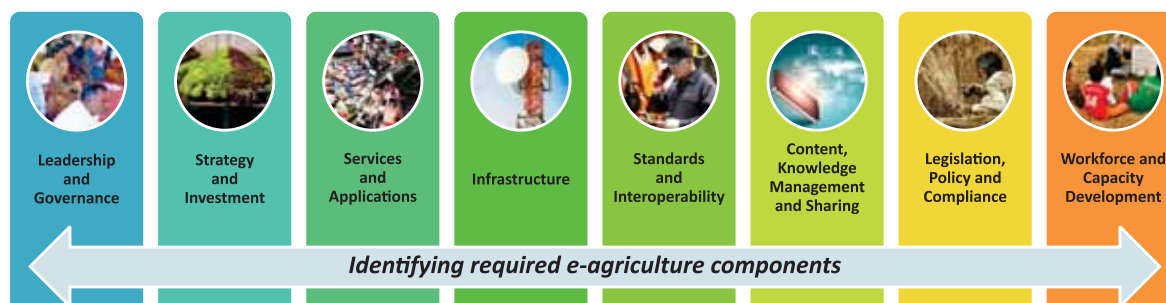 Leadership
and
Governance
Strategy
and
Investment
Services
and
Applications
Infrastructure
Standards
and
Interoperability
Content,
Knowledge
Management
and Sharing
Legislation,
Policy and
Compliance
Workforce and
Capacity
Development
Identifying required e-agriculture components